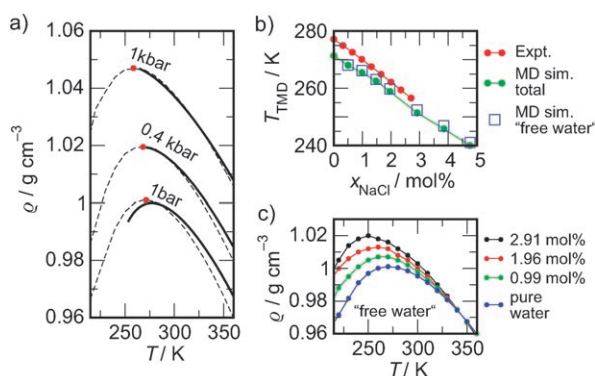 a)
1.06
1.04
1.02
1
0.98
0.96
ϱ / g cm⁻³
1kbar
0.4 kbar
1bar
250 300 350
T / K
b)
280
260
240
T_TMD / K
0 1 2 3 4 5
x_NaCl / mol%
Expt.
MD sim.
total
MD sim.
"free water"
c)
1.02
1.00
0.98
0.96
ϱ / g cm⁻³
"free water"
250 300 350
T / K
2.91 mol%
1.96 mol%
0.99 mol%
pure
water